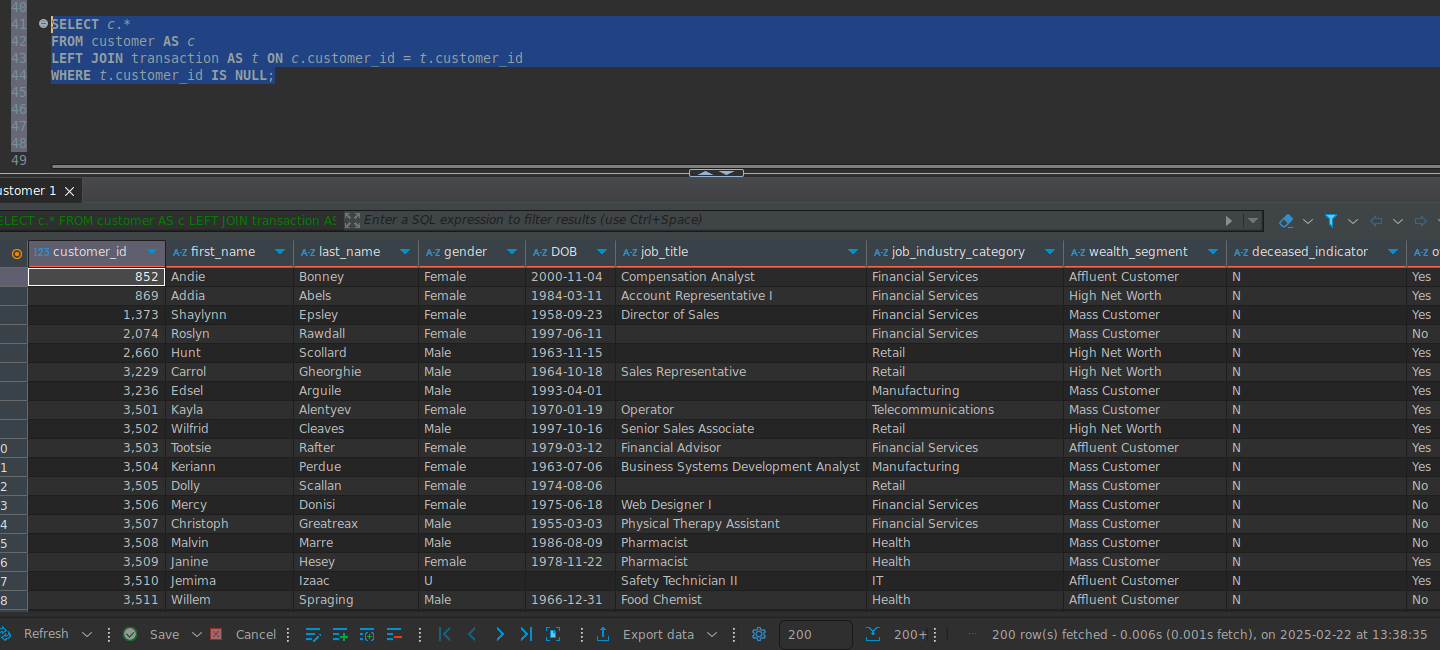 40
41 SELECT c.*
42 FROM customer AS c
43 LEFT JOIN transaction AS t ON c.customer_id = t.customer_id
44 WHERE t.customer_id IS NULL;
45
46
47
48
49
ustomer 1
ELECT c.* FROM customer AS c LEFT JOIN transaction AS Enter a SQL expression to filter results (use Ctrl+Space)
123 customer_id A-Z first_name A-Z last_name A-Z gender A-Z DOB A-Z job_title A-Z job_industry_category A-Z wealth_segment A-Z deceased_indicator A-Z o
852 Andie Bonney Female 2000-11-04 Compensation Analyst Financial Services Affluent Customer N Yes
869 Addia Abels Female 1984-03-11 Account Representative I Financial Services High Net Worth N Yes
1,373 Shaylynn Epsley Female 1958-09-23 Director of Sales Financial Services Mass Customer N Yes
2,074 Roslyn Rawdall Female 1997-06-11 Financial Services Mass Customer N No
2,660 Hunt Scollard Male 1963-11-15 Retail High Net Worth N Yes
3,229 Carrol Gheorghie Male 1964-10-18 Sales Representative Retail High Net Worth N Yes
3,236 Edsel Arguile Male 1993-04-01 Manufacturing Mass Customer N Yes
3,501 Kayla Alentyev Female 1970-01-19 Operator Telecommunications Mass Customer N Yes
3,502 Wilfrid Cleaves Male 1997-10-16 Senior Sales Associate Retail High Net Worth N Yes
0 3,503 Tootsie Rafter Female 1979-03-12 Financial Advisor Financial Services Affluent Customer N Yes
1 3,504 Keriann Perdue Female 1963-07-06 Business Systems Development Analyst Manufacturing Mass Customer N Yes
2 3,505 Dolly Scallan Female 1974-08-06 Retail Mass Customer N No
3 3,506 Mercy Donisi Female 1975-06-18 Web Designer I Financial Services Mass Customer N No
4 3,507 Christoph Greatreax Male 1955-03-03 Physical Therapy Assistant Financial Services Mass Customer N No
5 3,508 Malvin Marre Male 1986-08-09 Pharmacist Health Mass Customer N No
6 3,509 Janine Hesey Female 1978-11-22 Pharmacist Health Mass Customer N Yes
7 3,510 Jemima Izaac U Safety Technician II IT Affluent Customer N Yes
8 3,511 Willem Spraging Male 1966-12-31 Food Chemist Health Affluent Customer N No
Refresh Save Cancel Export data 200 200+ 200 row(s) fetched - 0.006s (0.001s fetch), on 2025-02-22 at 13:38:35